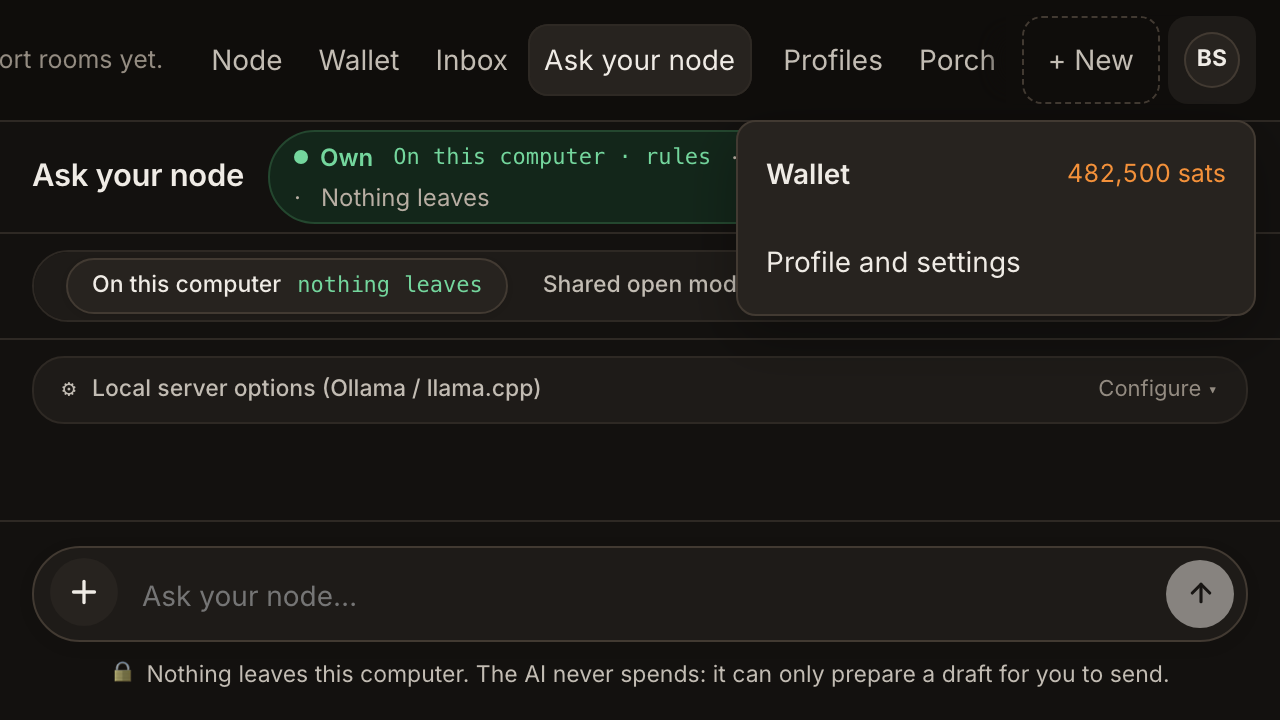 ort rooms yet. Node Wallet Inbox Ask your node Profiles Porch + New BS
Ask your node
Own On this computer · rules ·
· Nothing leaves
Wallet 482,500 sats
Profile and settings
On this computer nothing leaves Shared open mod
⚙ Local server options (Ollama / llama.cpp) Configure ▾
+ Ask your node...
🔒 Nothing leaves this computer. The AI never spends: it can only prepare a draft for you to send.